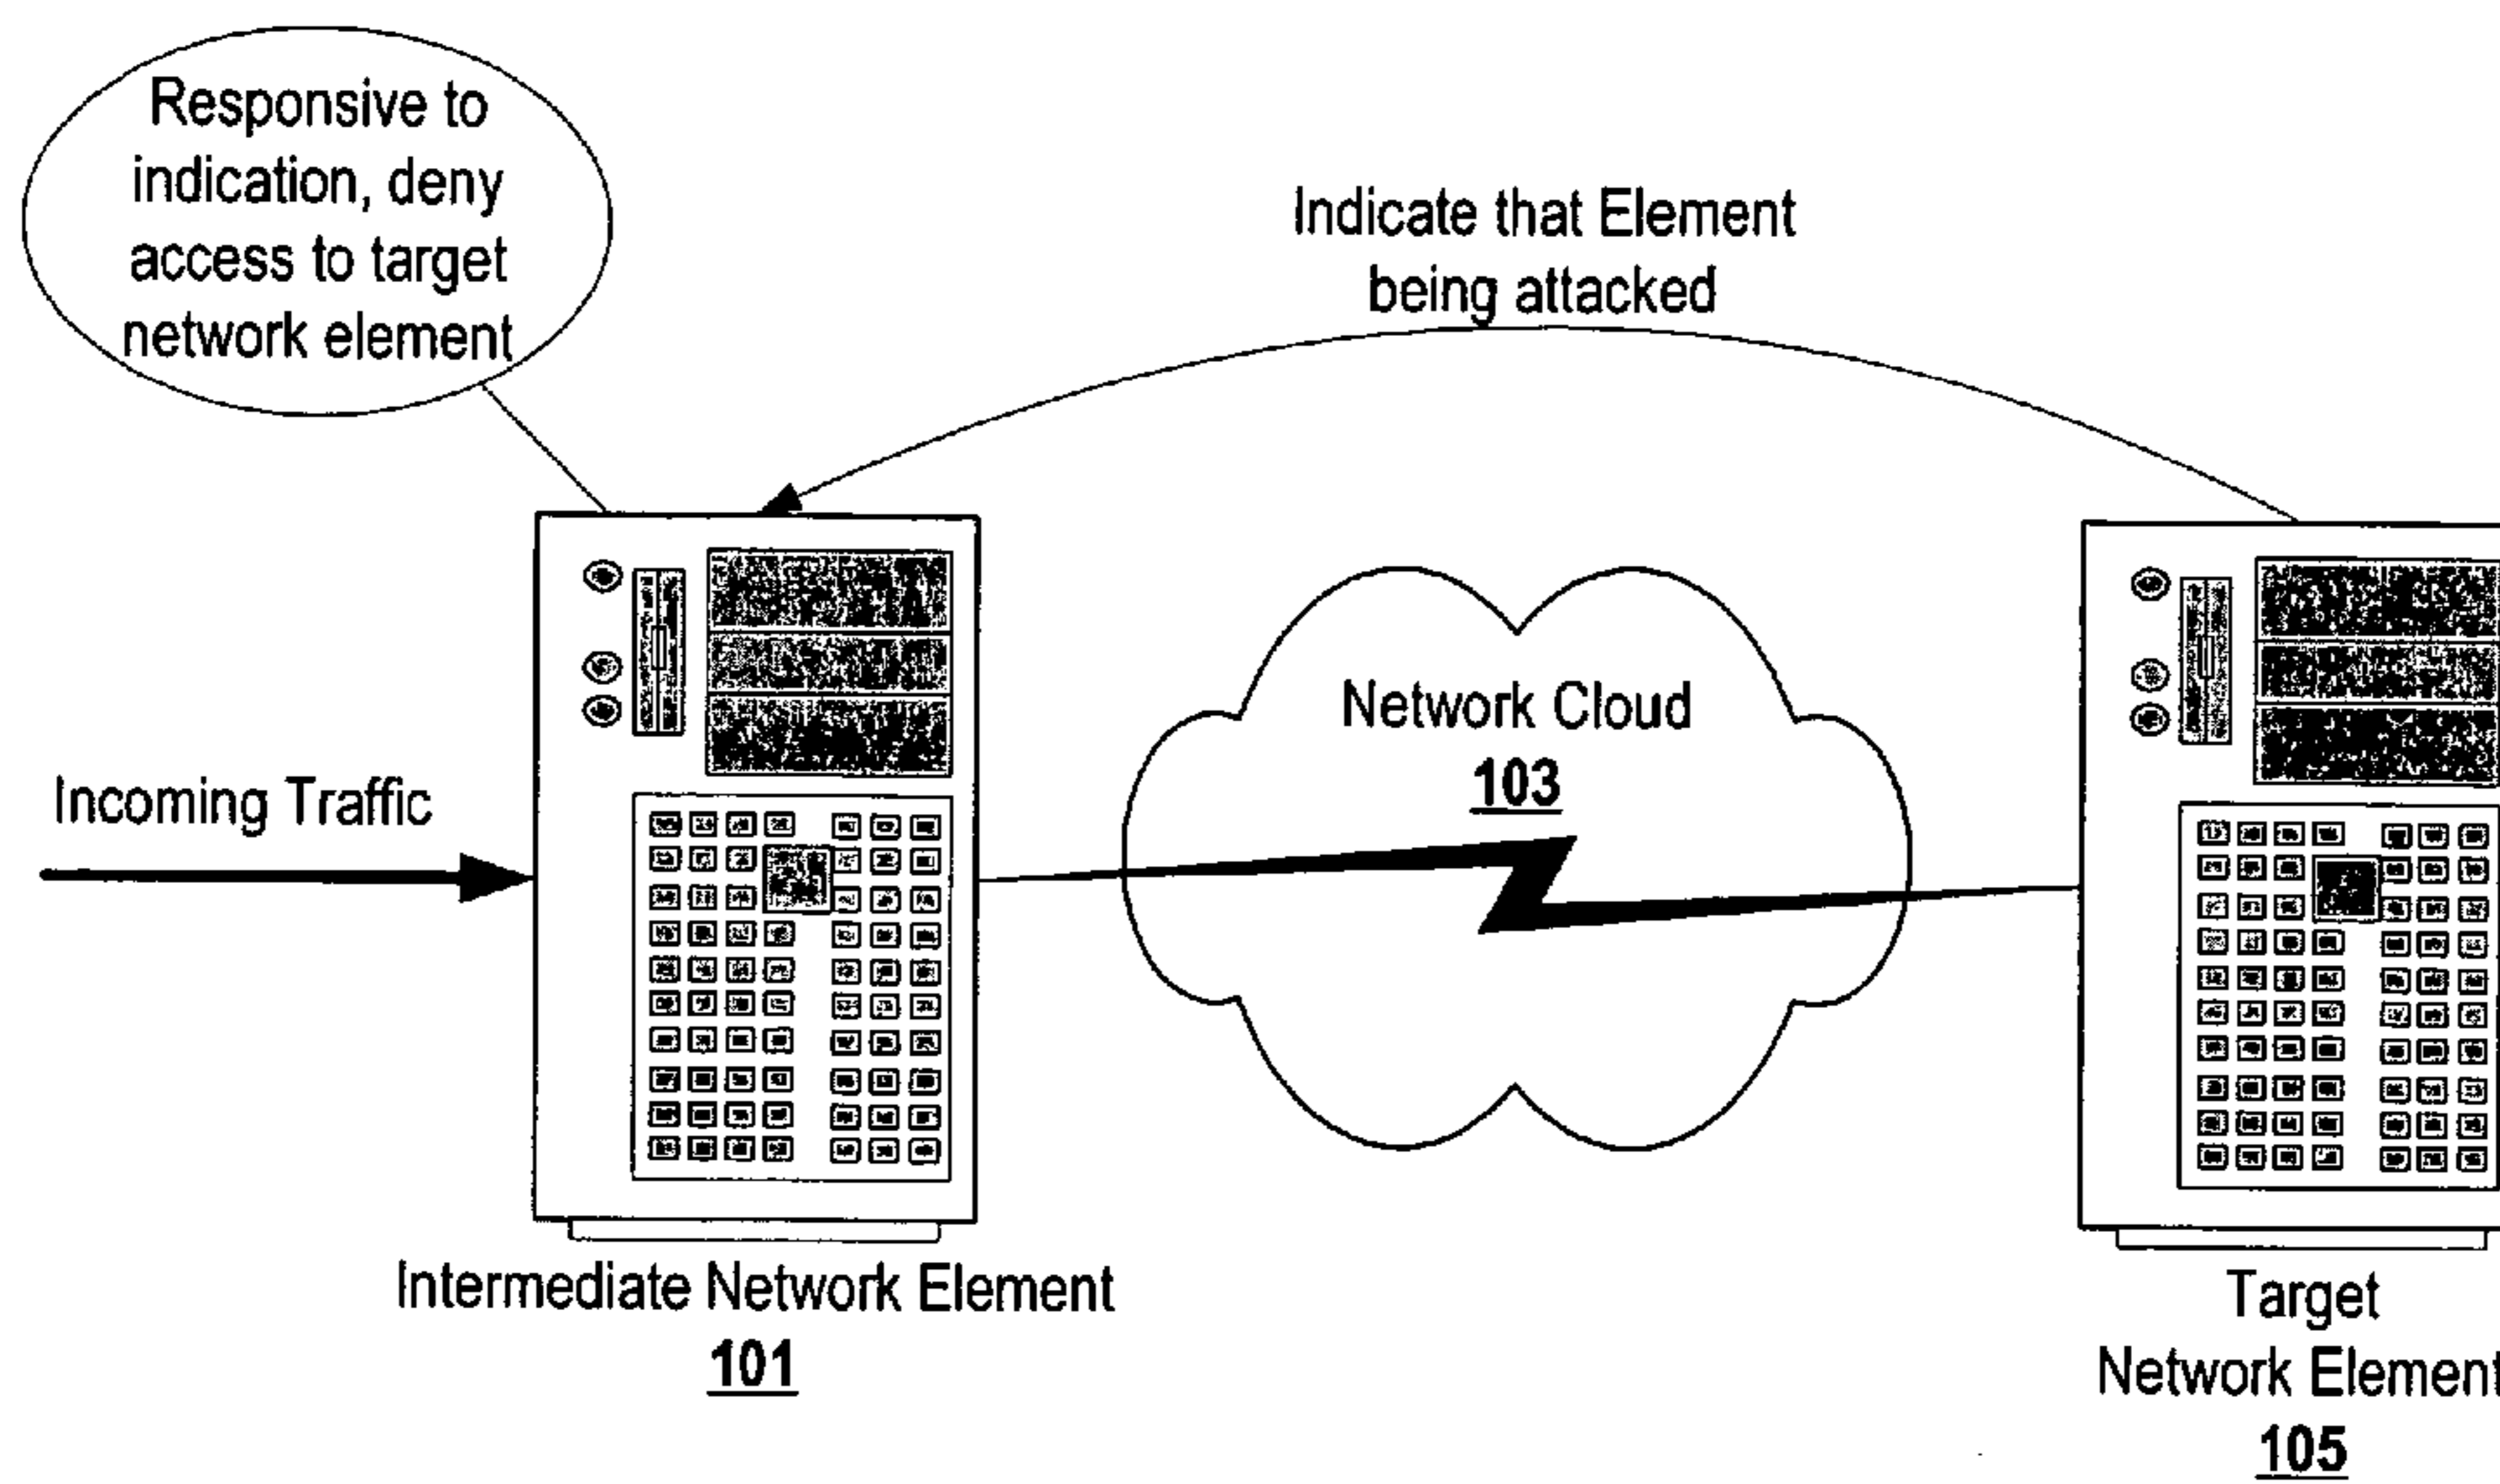 Responsive to
indication, deny
access to target
network element
Indicate that Element
being attacked
Network Cloud
103
Incoming Traffic
Intermediate Network Element
101
Target
Network Element
105